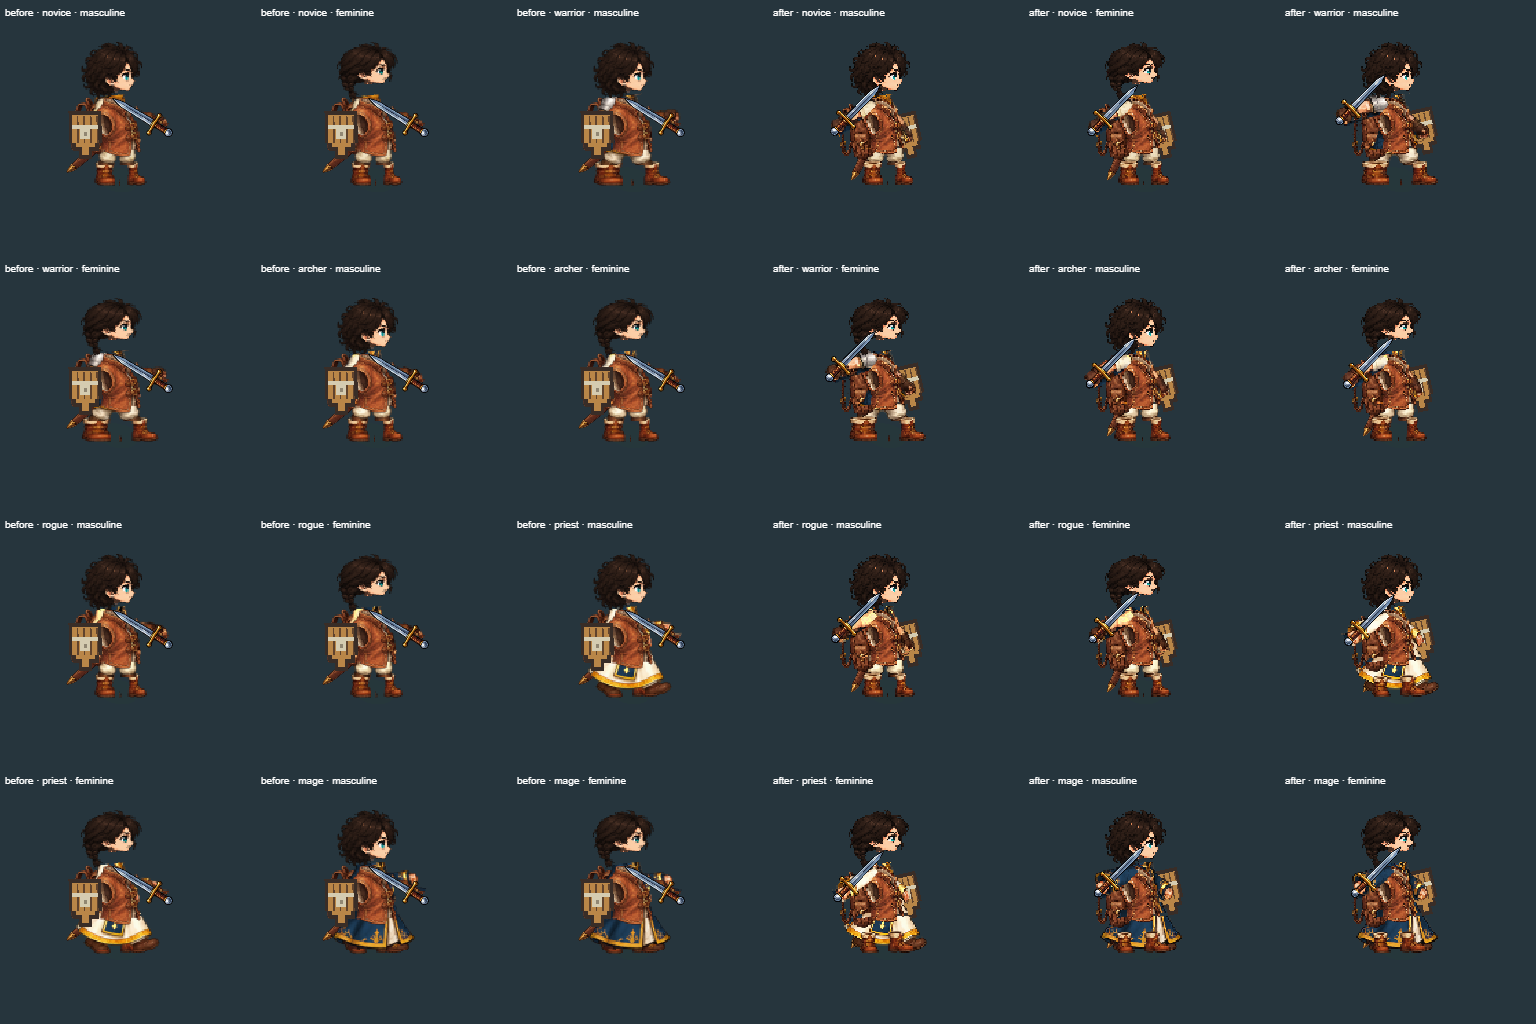 before · novice · masculine
before · novice · feminine
before · warrior · masculine
after · novice · masculine
after · novice · feminine
after · warrior · masculine
before · warrior · feminine
before · archer · masculine
before · archer · feminine
after · warrior · feminine
after · archer · masculine
after · archer · feminine
before · rogue · masculine
before · rogue · feminine
before · priest · masculine
after · rogue · masculine
after · rogue · feminine
after · priest · masculine
before · priest · feminine
before · mage · masculine
before · mage · feminine
after · priest · feminine
after · mage · masculine
after · mage · feminine